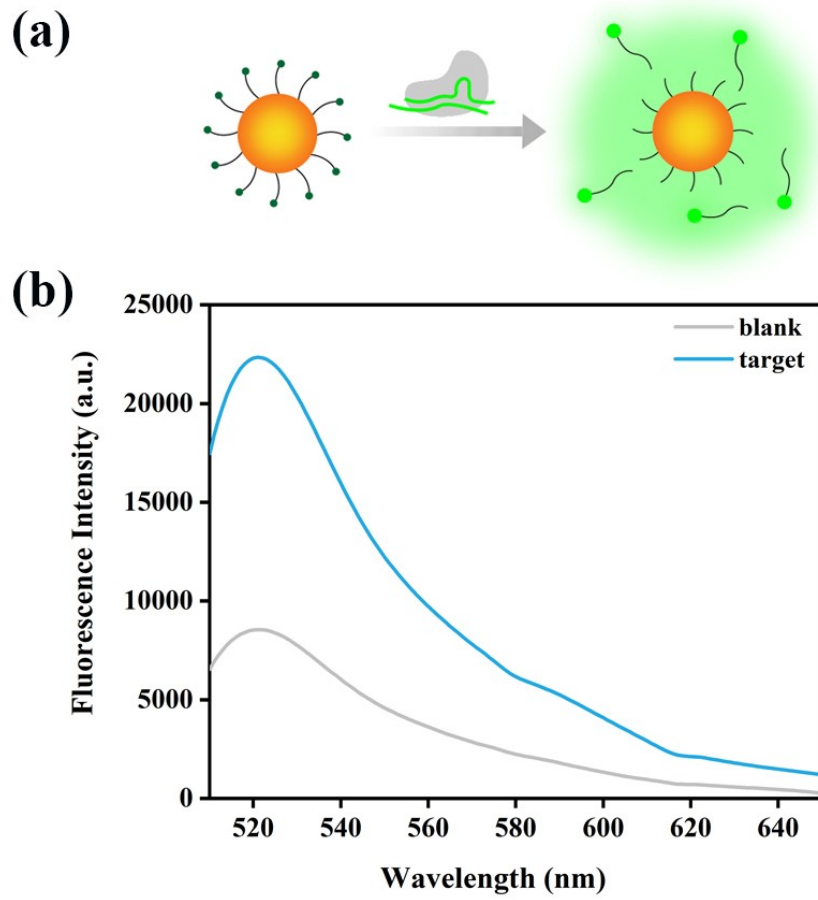 (a)
(b)
25000
20000
15000
10000
5000
0
Fluorescence Intensity (a.u.)
blank
target
520 540 560 580 600 620 640
Wavelength (nm)